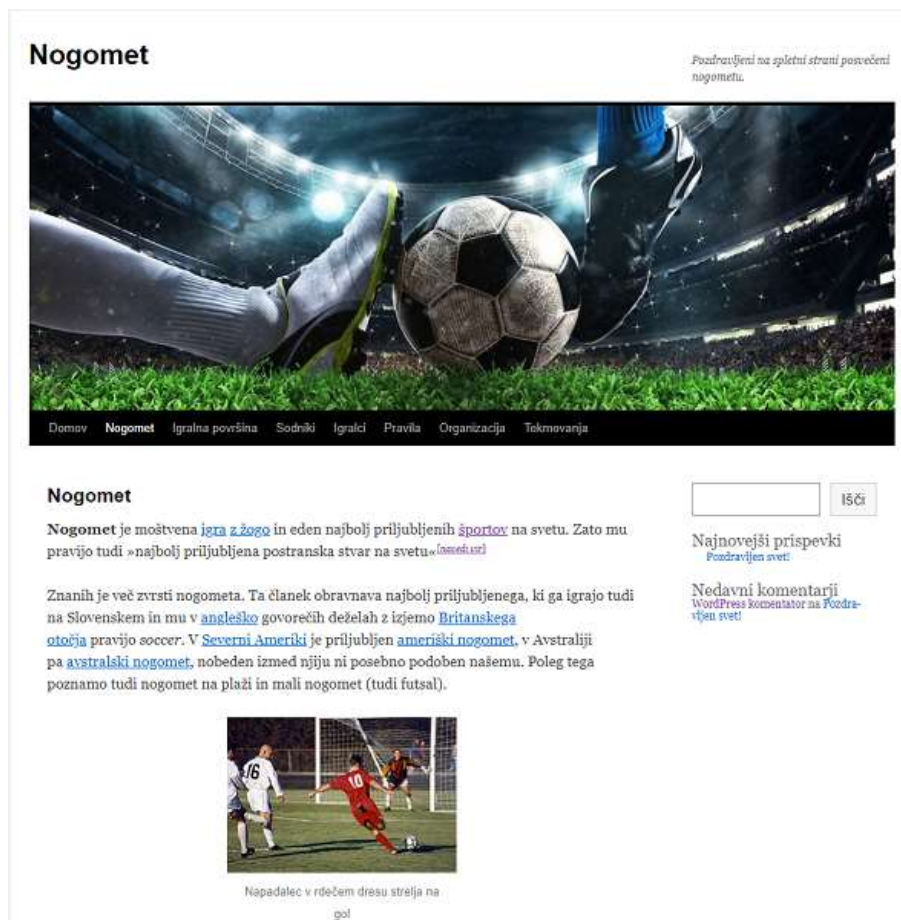 Nogomet
Pozdravljeni na spletni strani posvečeni
nogometu.
Domov Nogomet Igralna površina Sodniki Igralci Pravila Organizacija Tekmovanja
Nogomet
Nogomet je moštvena igra z žogo in eden najbolj priljubljenih športov na svetu. Zato mu
pravijo tudi »najbolj priljubljena postranska stvar na svetu«[navedi vir]
Znanih je več zvrsti nogometa. Ta članek obravnava najbolj priljubljenega, ki ga igrajo tudi
na Slovenskem in mu v angleško govorečih deželah z izjemo Britanskega
otočja pravijo soccer. V Severni Ameriki je priljubljen ameriški nogomet, v Avstraliji
pa avstralski nogomet, nobeden izmed njiju ni posebno podoben našemu. Poleg tega
poznamo tudi nogomet na plaži in mali nogomet (tudi futsal).
16
10
Napadalec v rdečem dresu strelja na
gol
Išči
Najnovejši prispevki
Pozdravljen svet!
Nedavni komentarji
WordPress komentator na Pozdra-
vljen svet!